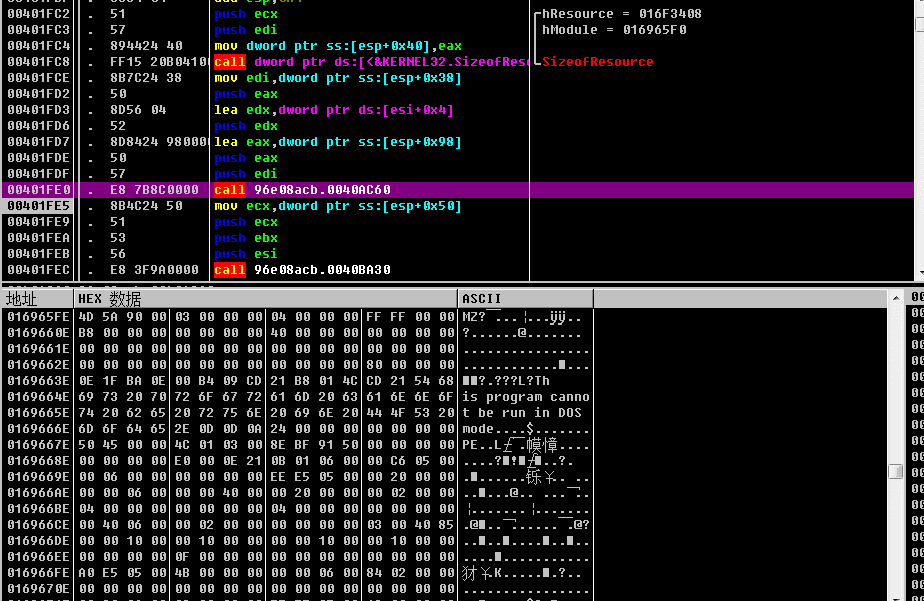 00401FC2 . 51 push ecx hResource = 016F3408
00401FC3 . 57 push edi hModule = 016965F0
00401FC4 . 894424 40 mov dword ptr ss:[esp+0x40],eax
00401FC8 . FF15 20B04100 call dword ptr ds:[<&KERNEL32.SizeofRes SizeofResource
00401FCE . 8B7C24 38 mov edi,dword ptr ss:[esp+0x38]
00401FD2 . 50 push eax
00401FD3 . 8D56 04 lea edx,dword ptr ds:[esi+0x4]
00401FD6 . 52 push edx
00401FD7 . 8D8424 980000 lea eax,dword ptr ss:[esp+0x98]
00401FDE . 50 push eax
00401FDF . 57 push edi
00401FE0 . E8 7B8C0000 call 96e08acb.0040AC60
00401FE5 . 8B4C24 50 mov ecx,dword ptr ss:[esp+0x50]
00401FE9 . 51 push ecx
00401FEA . 53 push ebx
00401FEB . 56 push esi
00401FEC . E8 3F9A0000 call 96e08acb.0040BA30
地址 HEX 数据 ASCII
016965FE 4D 5A 90 00 03 00 00 00 04 00 00 00 FF FF 00 00 MZ?
0169660E B8 00 00 00 00 00 00 00 40 00 00 00 00 00 00 00 ?.......@.......
0169661E 00 00 00 00 00 00 00 00 00 00 00 00 00 00 00 00 ................
0169662E 00 00 00 00 00 00 00 00 00 00 00 00 80 00 00 00
0169663E 0E 1F BA 0E 00 B4 09 CD 21 B8 01 4C CD 21 54 68 ?.???L?Th
0169664E 69 73 20 70 72 6F 67 72 61 6D 20 63 61 6E 6E 6F is program canno
0169665E 74 20 62 65 20 72 75 6E 20 69 6E 20 44 4F 53 20 t be run in DOS
0169666E 6D 6F 64 65 2E 0D 0D 0A 24 00 00 00 00 00 00 00 mode....$.......
0169667E 50 45 00 00 4C 01 03 00 8E BF 91 50 00 00 00 00 PE..L
0169668E 00 00 00 00 E0 00 0E 21 0B 01 06 00 00 C6 05 00
0169669E 00 06 00 00 00 00 00 00 EE E5 05 00 00 20 00 00
016966AE 00 00 06 00 00 00 40 00 00 20 00 00 00 02 00 00
016966BE 04 00 00 00 00 00 00 00 04 00 00 00 00 00 00 00
016966CE 00 40 06 00 00 02 00 00 00 00 00 00 03 00 40 85
016966DE 00 00 10 00 00 10 00 00 00 00 10 00 00 10 00 00
016966EE 00 00 00 00 0F 00 00 00 00 00 00 00 00 00 00 00
016966FE A0 E5 05 00 4B 00 00 00 00 00 06 00 84 02 00 00
0169670E 00 00 00 00 00 00 00 00 00 00 00 00 00 00 00 00 ................